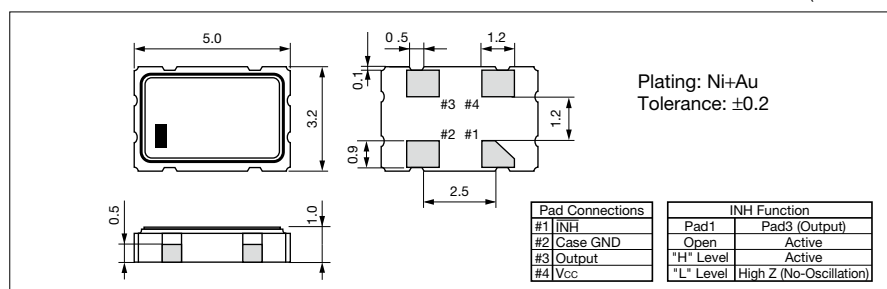 5.0
0.5
1.2
0.1
3.2
#3 #4
1.2
#2 #1
0.9
2.5
0.5
1.0
Plating: Ni+Au
Tolerance: ±0.2
Pad Connections
#1 INH
#2 Case GND
#3 Output
#4 Vcc
INH Function
Pad1 Pad3 (Output)
Open Active
"H" Level Active
"L" Level High Z (No-Oscillation)